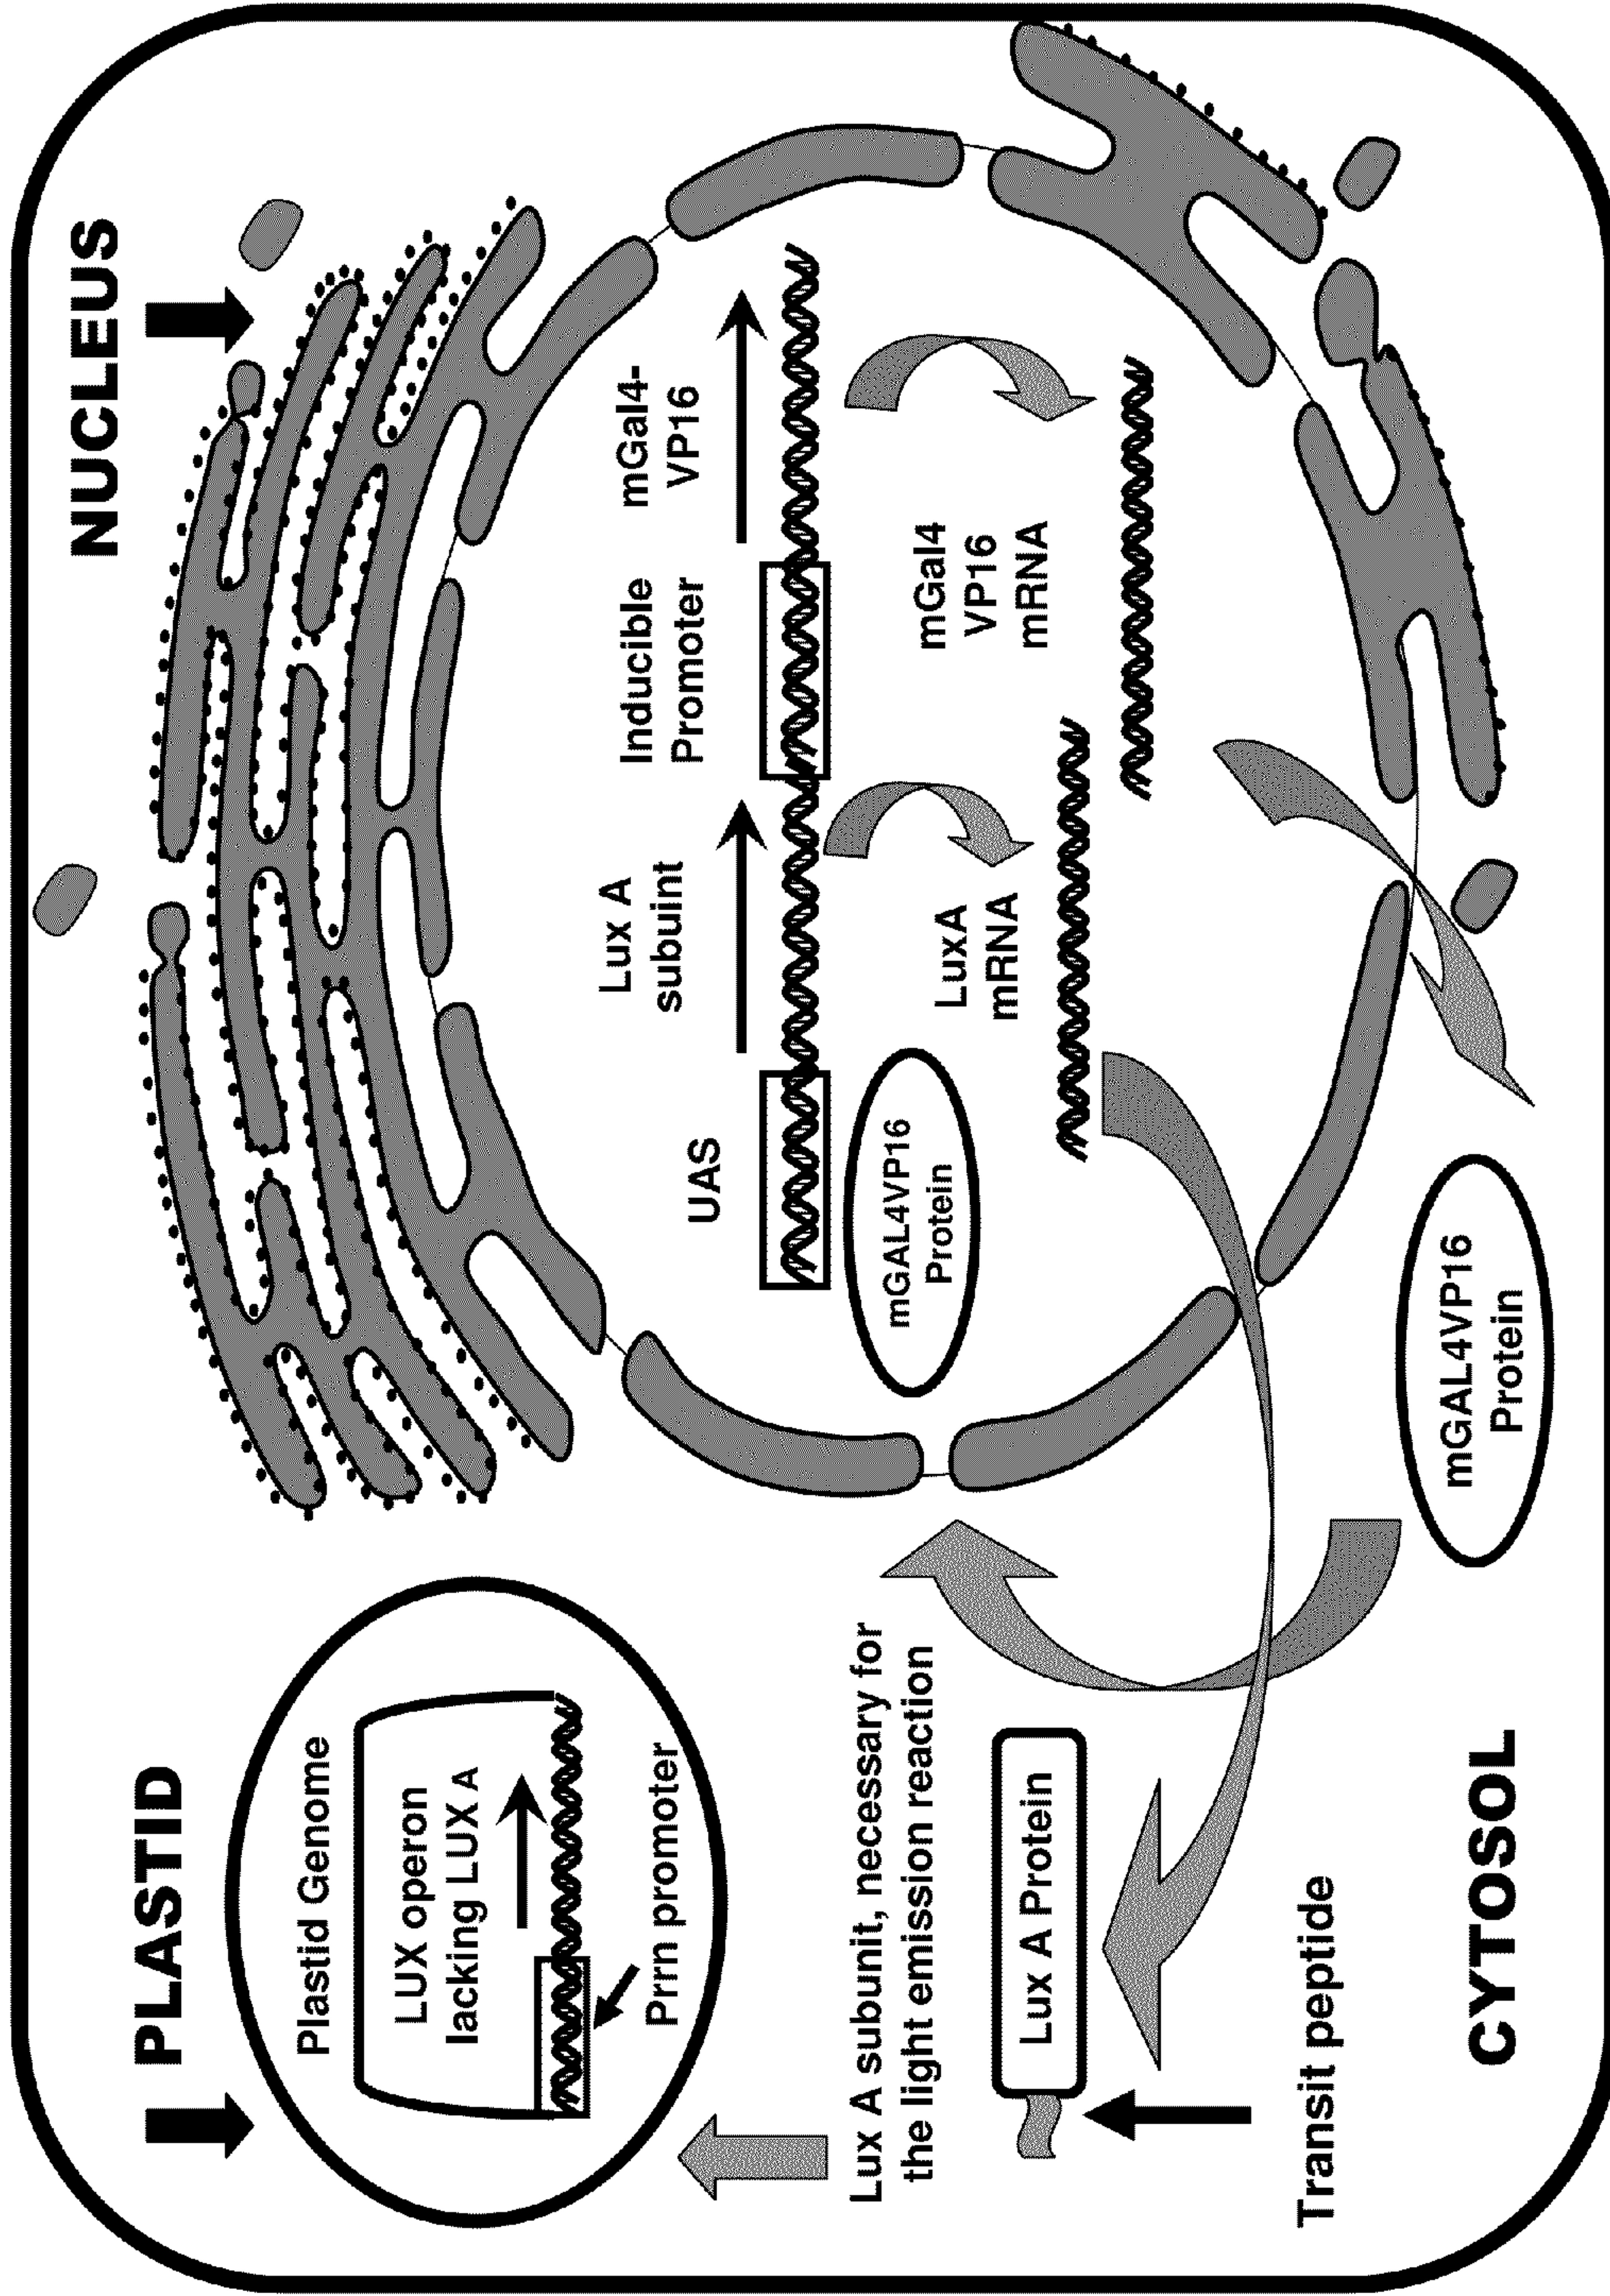 PLASTID
NUCLEUS
Plastid Genome
LUX operon
lacking LUX A
Prrn promoter
Lux A subunit, necessary for
the light emission reaction
Lux A Protein
Transit peptide
CYTOSOL
UAS
Lux A
subuint
Inducible
Promoter
mGal4-
VP16
mGAL4VP16
Protein
LuxA
mRNA
mGal4
VP16
mRNA
mGAL4VP16
Protein